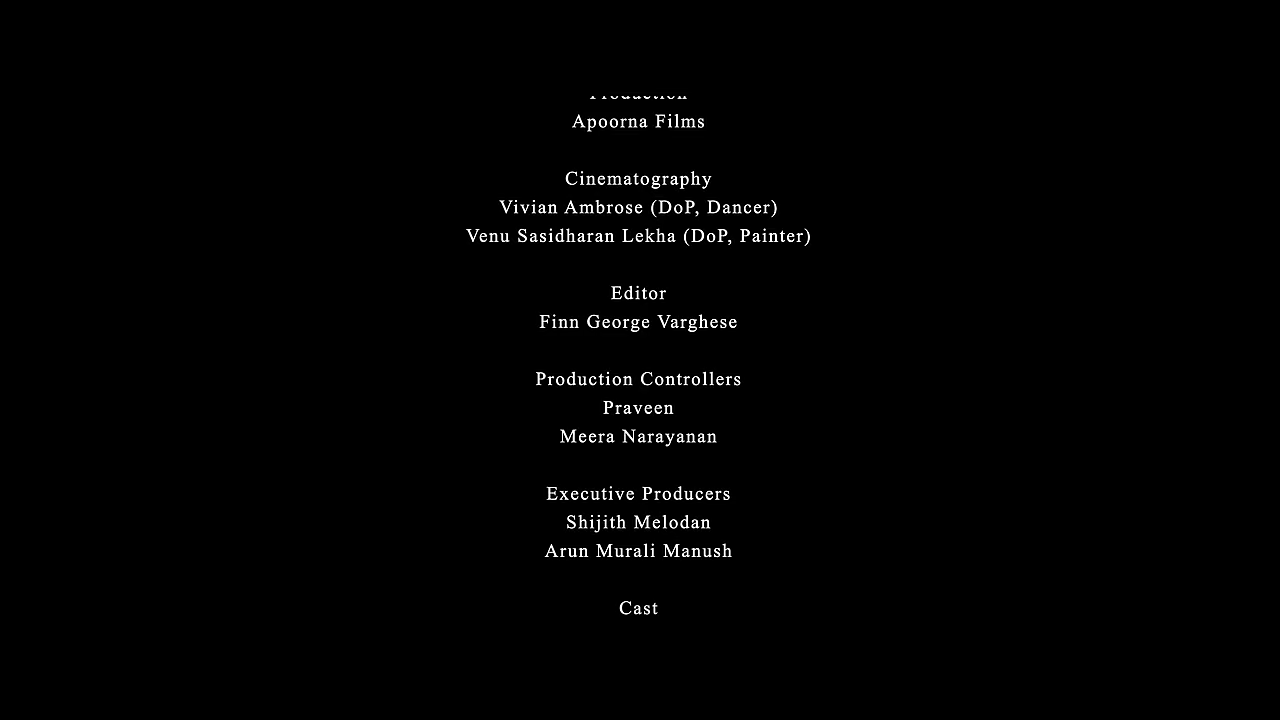 Production
Apoorna Films
Cinematography
Vivian Ambrose (DoP, Dancer)
Venu Sasidharan Lekha (DoP, Painter)
Editor
Finn George Varghese
Production Controllers
Praveen
Meera Narayanan
Executive Producers
Shijith Melodan
Arun Murali Manush
Cast